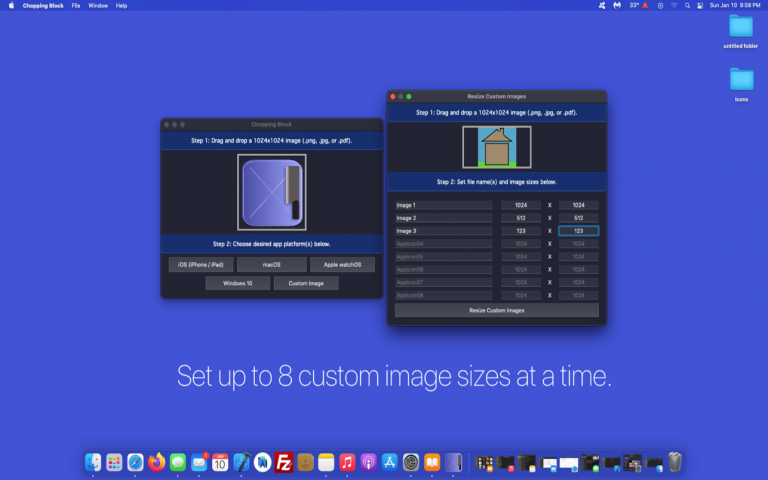 Chopping Block File Window Help
33° Sun Jan 10 8:58 PM
untitled folder
Icons
Chopping Block
Step 1: Drag and drop a 1024x1024 image (.png, .jpg, or .pdf).
Step 2: Choose desired app platform(s) below.
iOS (iPhone / iPad) macOS Apple watchOS
Windows 10 Custom Image
Resize Custom Images
Step 1: Drag and drop a 1024x1024 image (.png, .jpg, or .pdf).
Step 2: Set file name(s) and image sizes below.
Image 1 1024 X 1024
Image 2 512 X 512
Image 3 123 X 123
AppIcon04 1024 X 1024
AppIcon05 1024 X 1024
AppIcon06 1024 X 1024
AppIcon07 1024 X 1024
AppIcon08 1024 X 1024
Resize Custom Images
Set up to 8 custom image sizes at a time.
10
Fz